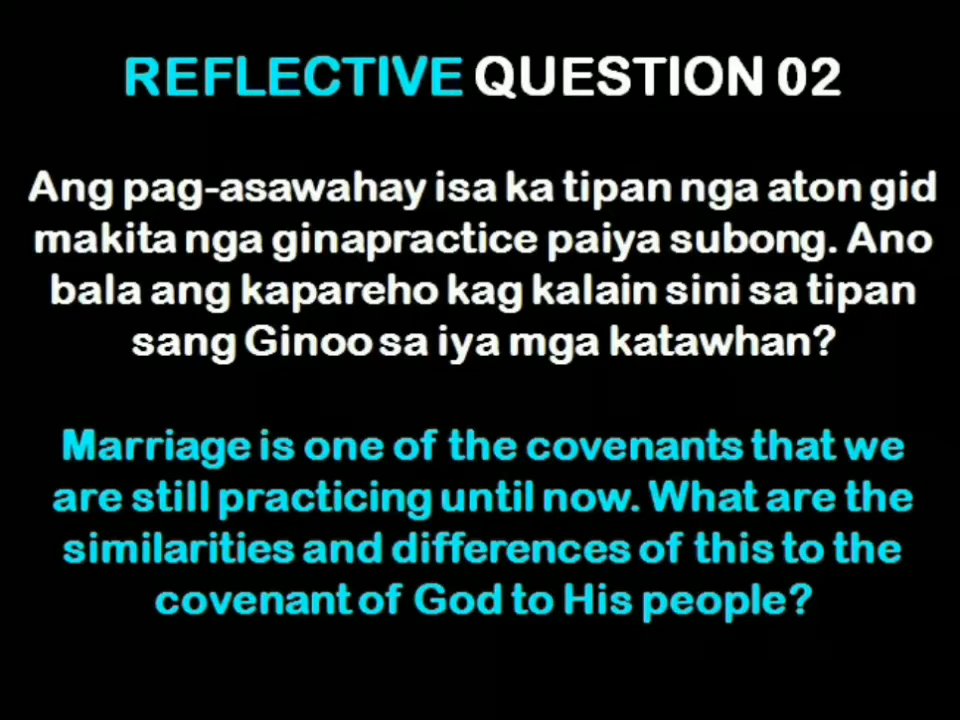 REFLECTIVE QUESTION 02
Ang pag-asawahay isa ka tipan nga aton gid
makita nga ginapractice paiya subong. Ano
bala ang kapareho kag kalain sini sa tipan
sang Ginoo sa iya mga katawhan?
Marriage is one of the covenants that we
are still practicing until now. What are the
similarities and differences of this to the
covenant of God to His people?